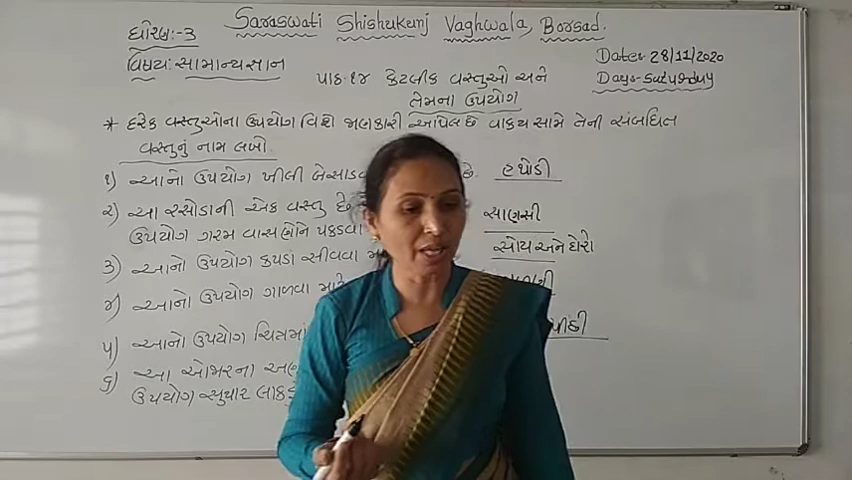 Saraswati Shishukunj Vaghwala, Borsad.
ધોરણ:-૩
Date:- 28/11/2020
વિષય: સામાન્યજ્ઞાન
Day:- Saturday
પાઠ.૧૪ કેટલીક વસ્તુઓ અને
તેમના ઉપયોગ
* દરેક વસ્તુઓના ઉપયોગ વિશે જાણકારી આપેલ છે વાક્ય સામે તેની સંબધિત
વસ્તુનું નામ લખો.
૧) આનો ઉપયોગ ખીલી બેસાડવા છે. હથોડી
૨) આ રસોડાની એક વસ્તુ છે
ઉપયોગ ગરમ વાસણોને પકડવા સાણસી
૩) આનો ઉપયોગ કપડાં સીવવા મા સોય અને દોરો
૪) આનો ઉપયોગ ગાળવા માટે
૫) આનો ઉપયોગ ચિત્રમાં
૬) આ ઓજારના
ઉપયોગ સુથાર